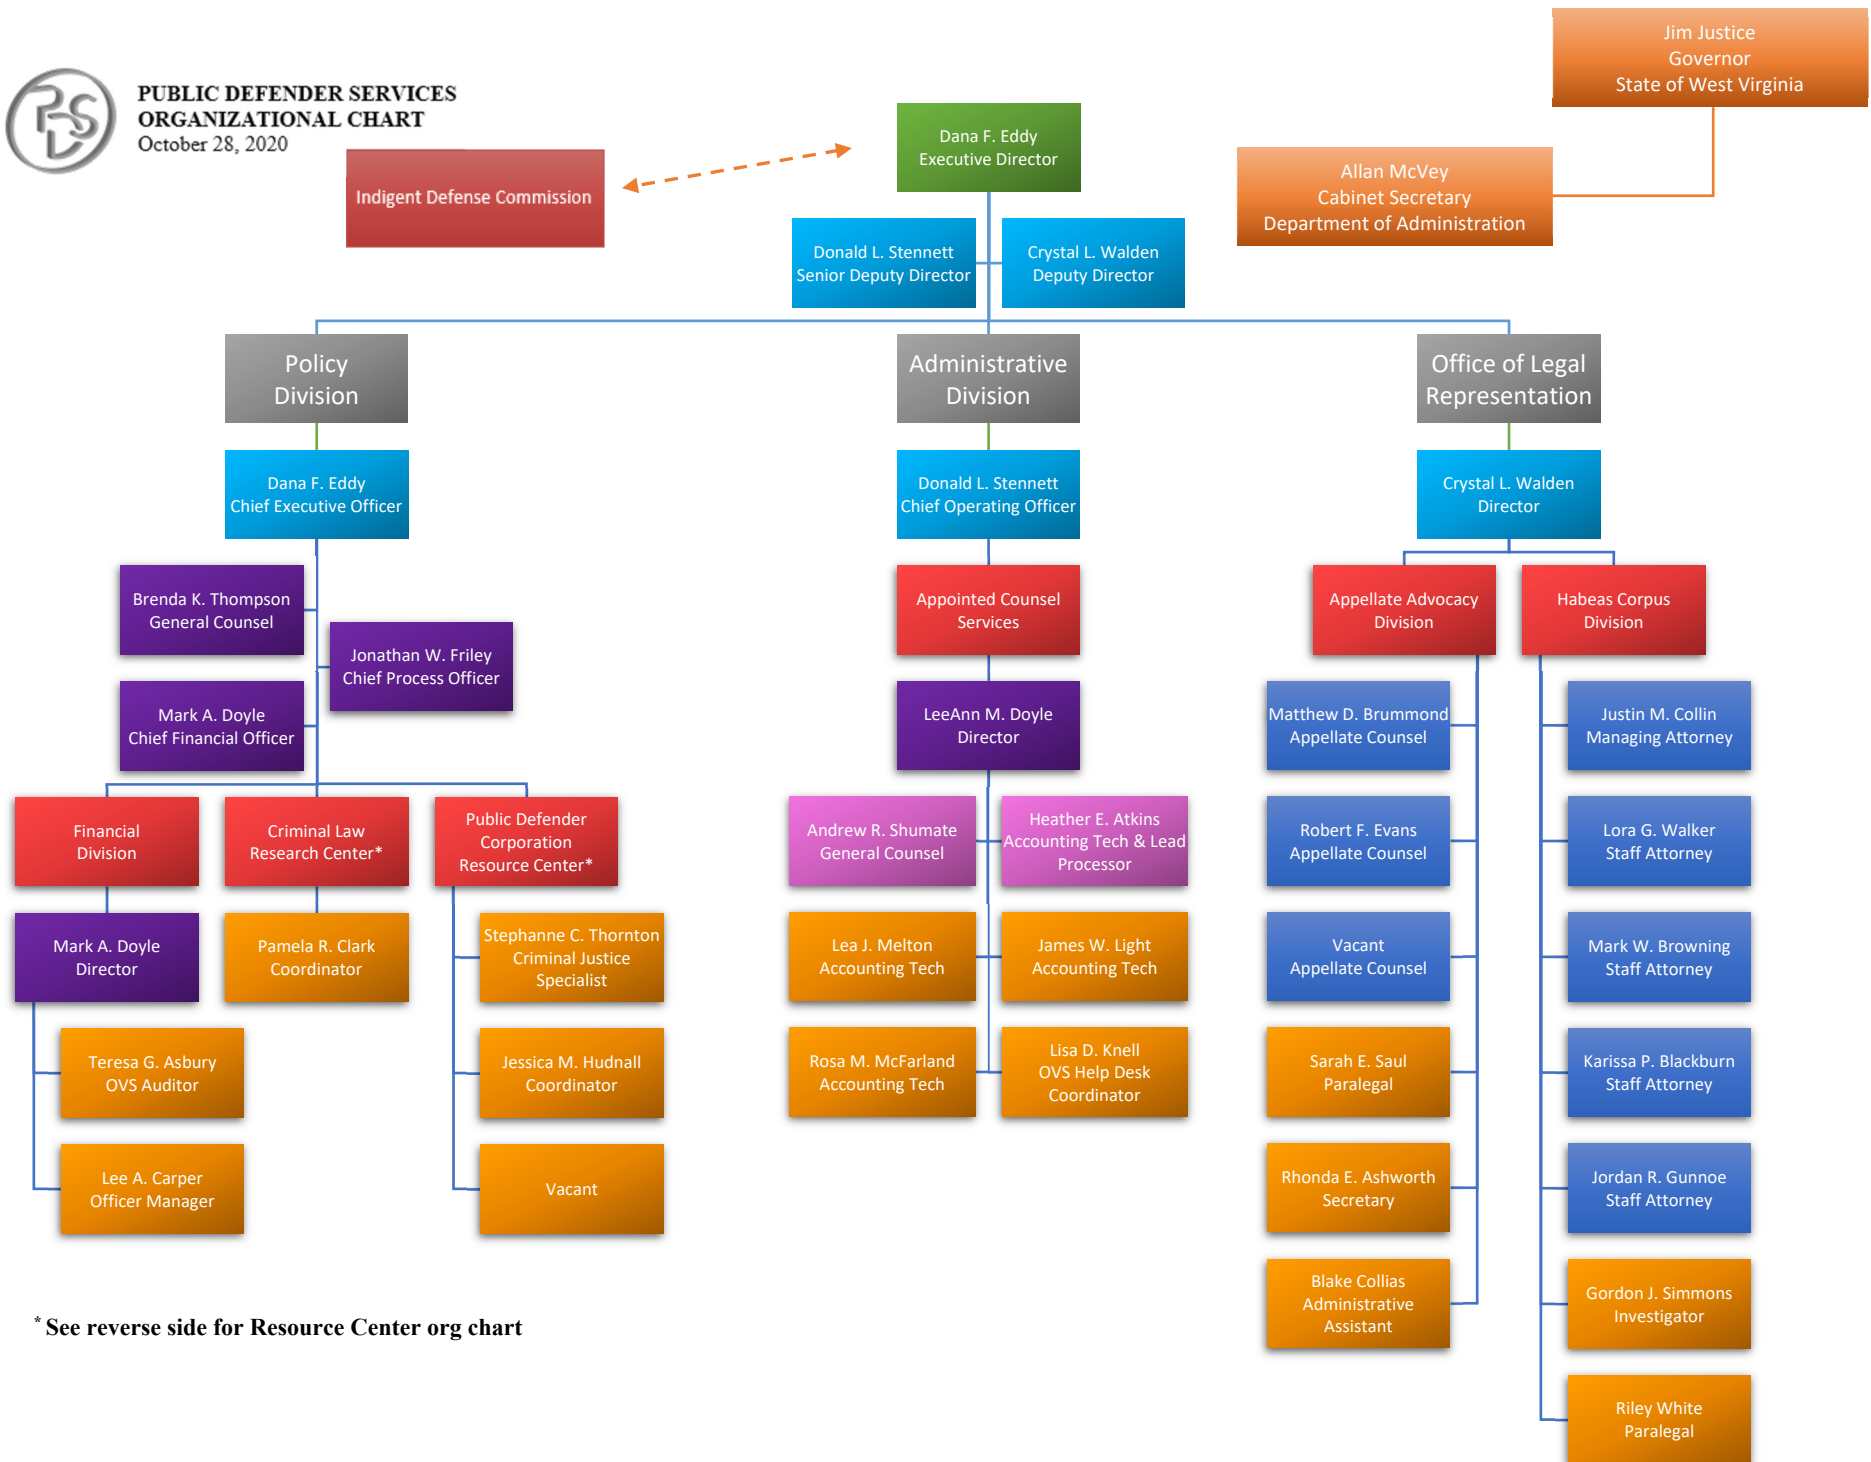 PUBLIC DEFENDER SERVICES
ORGANIZATIONAL CHART
October 28, 2020
Jim Justice
Governor
State of West Virginia
Dana F. Eddy
Executive Director
Indigent Defense Commission
Allan McVey
Cabinet Secretary
Department of Administration
Donald L. Stennett
Senior Deputy Director
Crystal L. Walden
Deputy Director
Policy
Division
Administrative
Division
Office of Legal
Representation
Dana F. Eddy
Chief Executive Officer
Donald L. Stennett
Chief Operating Officer
Crystal L. Walden
Director
Brenda K. Thompson
General Counsel
Jonathan W. Friley
Chief Process Officer
Mark A. Doyle
Chief Financial Officer
Appointed Counsel
Services
LeeAnn M. Doyle
Director
Appellate Advocacy
Division
Habeas Corpus
Division
Financial
Division
Criminal Law
Research Center*
Public Defender
Corporation
Resource Center*
Mark A. Doyle
Director
Pamela R. Clark
Coordinator
Stephanne C. Thornton
Criminal Justice
Specialist
Teresa G. Asbury
OVS Auditor
Jessica M. Hudnall
Coordinator
Lee A. Carper
Officer Manager
Vacant
Andrew R. Shumate
General Counsel
Heather E. Atkins
Accounting Tech & Lead
Processor
Lea J. Melton
Accounting Tech
James W. Light
Accounting Tech
Rosa M. McFarland
Accounting Tech
Lisa D. Knell
OVS Help Desk
Coordinator
Matthew D. Brummond
Appellate Counsel
Robert F. Evans
Appellate Counsel
Vacant
Appellate Counsel
Sarah E. Saul
Paralegal
Rhonda E. Ashworth
Secretary
Blake Collias
Administrative
Assistant
Justin M. Collin
Managing Attorney
Lora G. Walker
Staff Attorney
Mark W. Browning
Staff Attorney
Karissa P. Blackburn
Staff Attorney
Jordan R. Gunnoe
Staff Attorney
Gordon J. Simmons
Investigator
Riley White
Paralegal
* See reverse side for Resource Center org chart